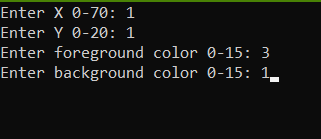 Enter X 0-70: 1
Enter Y 0-20: 1
Enter foreground color 0-15: 3
Enter background color 0-15: 1